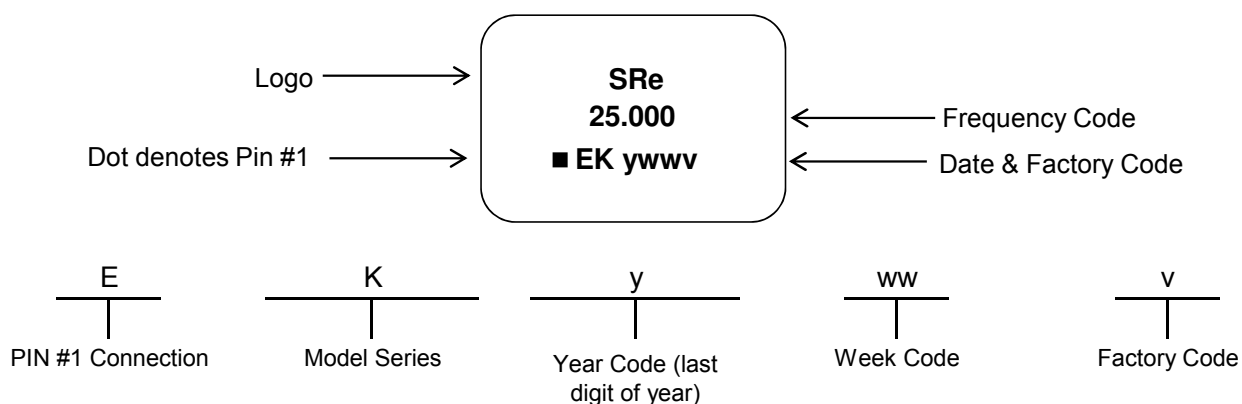 Logo
SRe
25.000
Frequency Code
Dot denotes Pin #1
■ EK ywwv
Date & Factory Code
E
K
y
ww
v
PIN #1 Connection
Model Series
Year Code (last
digit of year)
Week Code
Factory Code